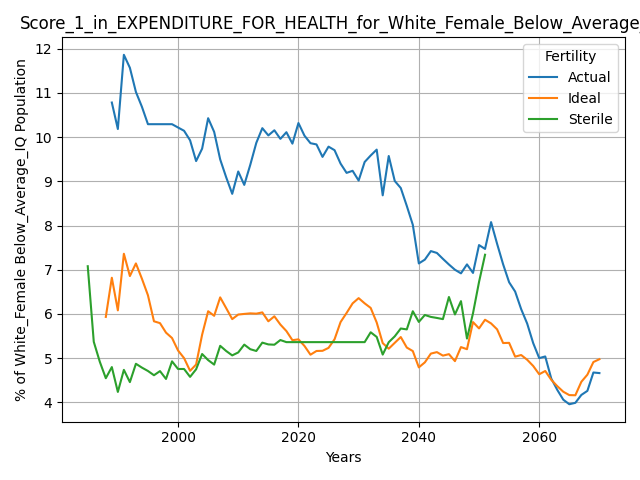 Score_1_in_EXPENDITURE_FOR_HEALTH_for_White_Female_Below_Average_
12
11
10
9
8
7
6
5
4
2000
2020
2040
2060
Years
% of White_Female Below_Average_IQ Population
Fertility
Actual
Ideal
Sterile